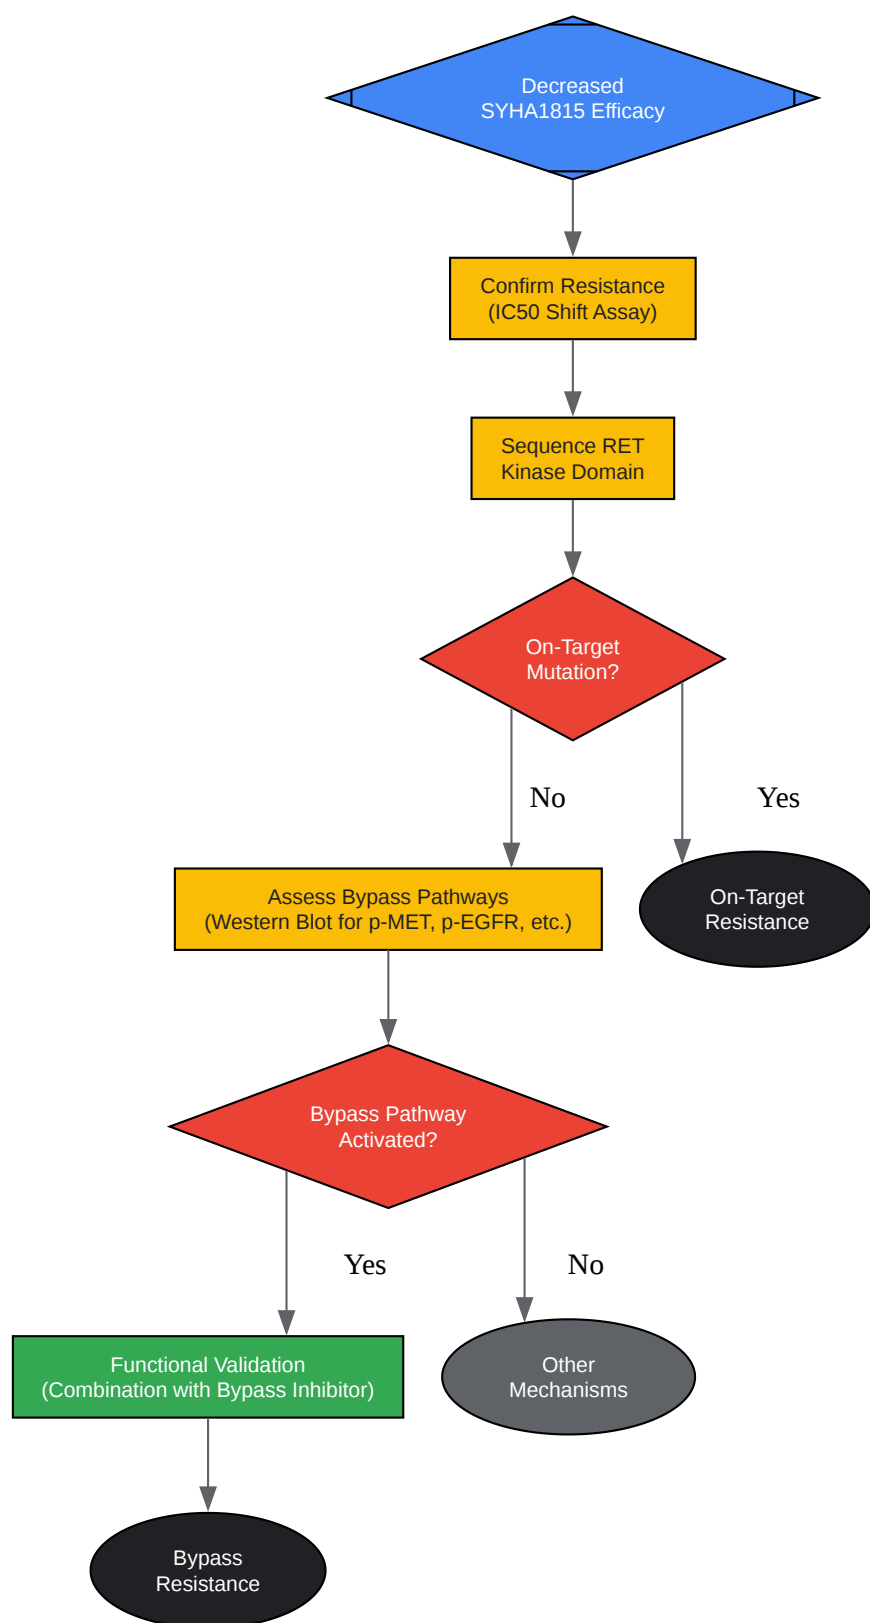 Decreased
SYHA1815 Efficacy
Confirm Resistance
(IC50 Shift Assay)
Sequence RET
Kinase Domain
On-Target
Mutation?
No
Yes
Assess Bypass Pathways
(Western Blot for p-MET, p-EGFR, etc.)
On-Target
Resistance
Bypass Pathway
Activated?
Yes
No
Functional Validation
(Combination with Bypass Inhibitor)
Other
Mechanisms
Bypass
Resistance